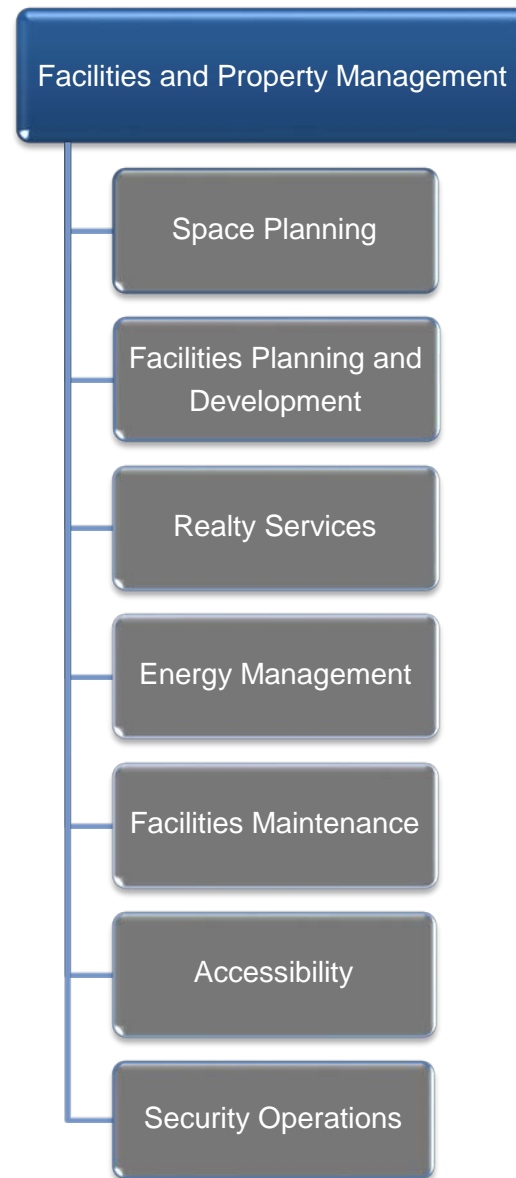 Facilities and Property Management
Space Planning
Facilities Planning and
Development
Realty Services
Energy Management
Facilities Maintenance
Accessibility
Security Operations